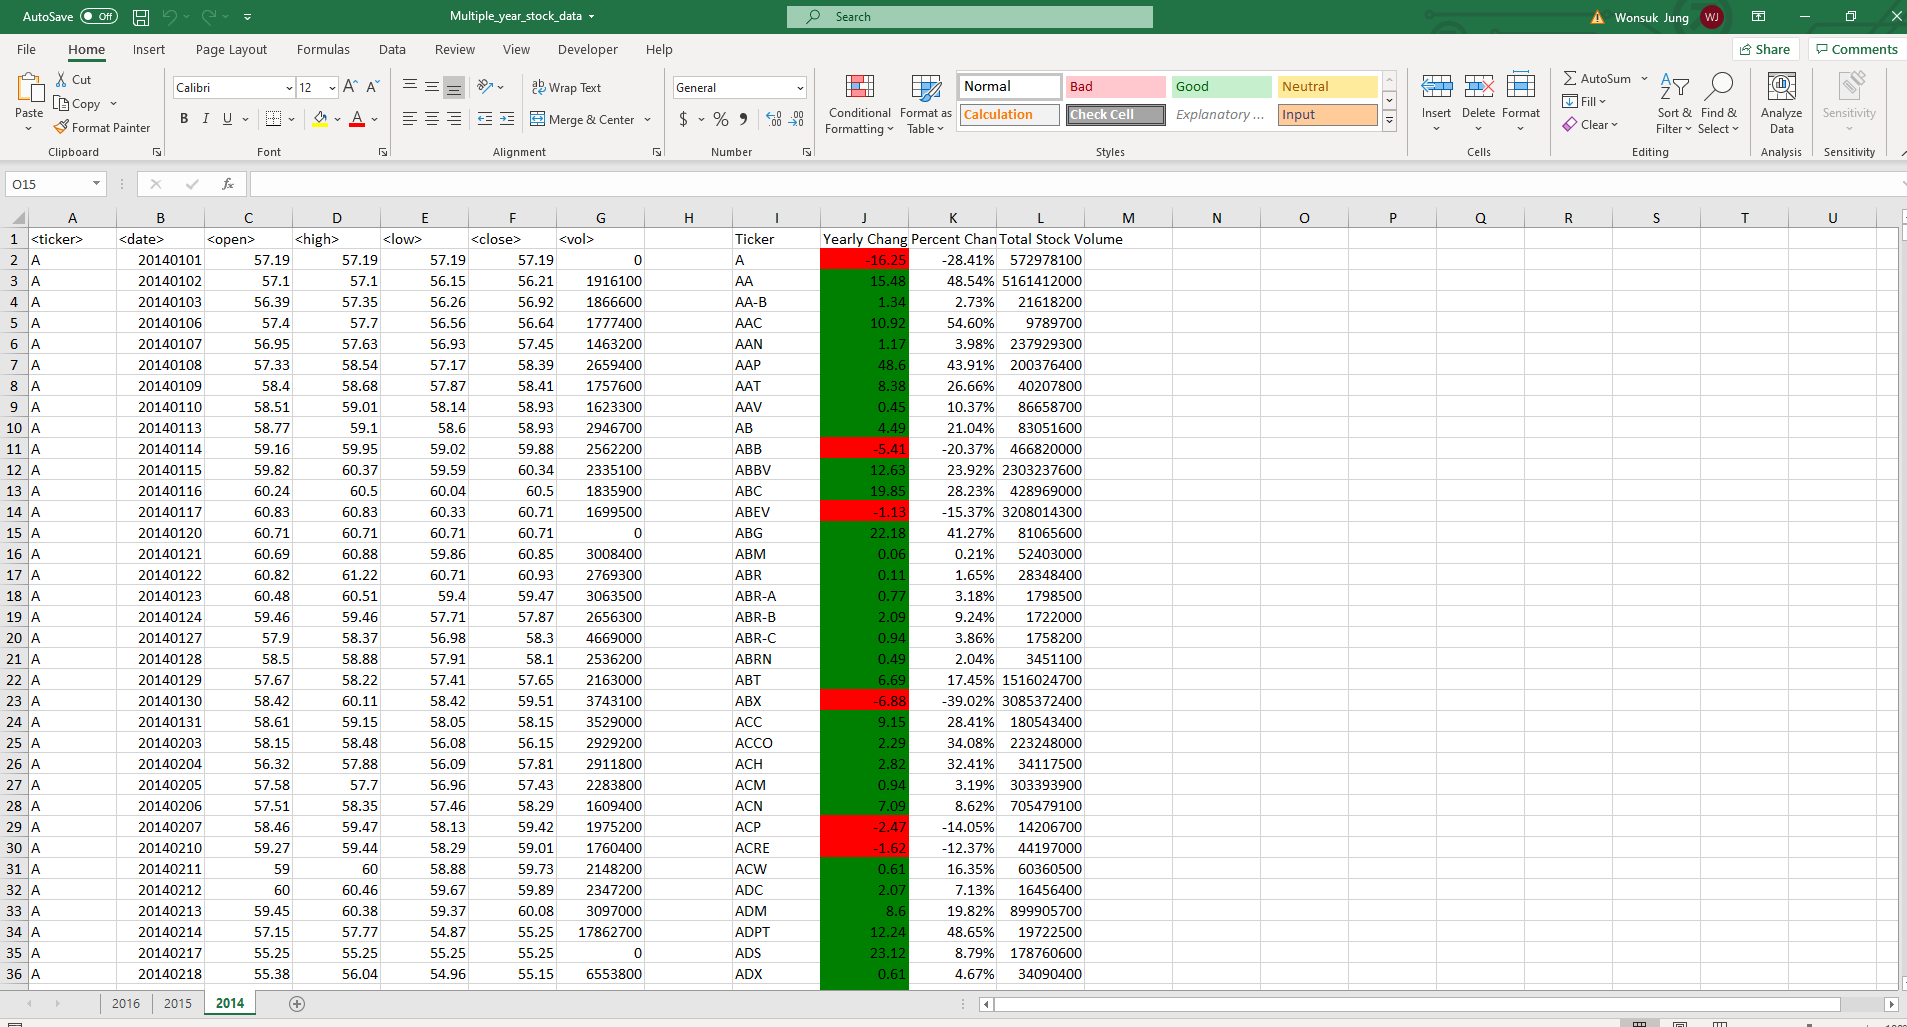 AutoSave Off Multiple_year_stock_data Search Wonsuk Jung WJ
File Home Insert Page Layout Formulas Data Review View Developer Help Share Comments
Paste Cut Copy Format Painter Clipboard
Calibri 12 A A B I U A Font
ab Wrap Text Merge & Center Alignment
General $ % 9 .00 Number
Conditional Formatting Format as Table
Normal Bad Good Neutral
Calculation Check Cell Explanatory ... Input
Styles
Insert Delete Format Cells
AutoSum Fill Clear Sort & Filter Find & Select Editing
Analyze Data Analysis
Sensitivity Sensitivity
O15 fx
A B C D E F G H I J K L M N O P Q R S T U
1 <ticker> <date> <open> <high> <low> <close> <vol> Ticker Yearly Chang Percent Chan Total Stock Volume
2 A 20140101 57.19 57.19 57.19 57.19 0 A -16.25 -28.41% 572978100
3 A 20140102 57.1 57.1 56.15 56.21 1916100 AA 15.48 48.54% 5161412000
4 A 20140103 56.39 57.35 56.26 56.92 1866600 AA-B 1.34 2.73% 21618200
5 A 20140106 57.4 57.7 56.56 56.64 1777400 AAC 10.92 54.60% 9789700
6 A 20140107 56.95 57.63 56.93 57.45 1463200 AAN 1.17 3.98% 237929300
7 A 20140108 57.33 58.54 57.17 58.39 2659400 AAP 48.6 43.91% 200376400
8 A 20140109 58.4 58.68 57.87 58.41 1757600 AAT 8.38 26.66% 40207800
9 A 20140110 58.51 59.01 58.14 58.93 1623300 AAV 0.45 10.37% 86658700
10 A 20140113 58.77 59.1 58.6 58.93 2946700 AB 4.49 21.04% 83051600
11 A 20140114 59.16 59.95 59.02 59.88 2562200 ABB -5.41 -20.37% 466820000
12 A 20140115 59.82 60.37 59.59 60.34 2335100 ABBV 12.63 23.92% 2303237600
13 A 20140116 60.24 60.5 60.04 60.5 1835900 ABC 19.85 28.23% 428969000
14 A 20140117 60.83 60.83 60.33 60.71 1699500 ABEV -1.13 -15.37% 3208014300
15 A 20140120 60.71 60.71 60.71 60.71 0 ABG 22.18 41.27% 81065600
16 A 20140121 60.69 60.88 59.86 60.85 3008400 ABM 0.06 0.21% 52403000
17 A 20140122 60.82 61.22 60.71 60.93 2769300 ABR 0.11 1.65% 28348400
18 A 20140123 60.48 60.51 59.4 59.47 3063500 ABR-A 0.77 3.18% 1798500
19 A 20140124 59.46 59.46 57.71 57.87 2656300 ABR-B 2.09 9.24% 1722000
20 A 20140127 57.9 58.37 56.98 58.3 4669000 ABR-C 0.94 3.86% 1758200
21 A 20140128 58.5 58.88 57.91 58.1 2536200 ABRN 0.49 2.04% 3451100
22 A 20140129 57.67 58.22 57.41 57.65 2163000 ABT 6.69 17.45% 1516024700
23 A 20140130 58.42 60.11 58.42 59.51 3743100 ABX -6.88 -39.02% 3085372400
24 A 20140131 58.61 59.15 58.05 58.15 3529000 ACC 9.15 28.41% 180543400
25 A 20140203 58.15 58.48 56.08 56.15 2929200 ACCO 2.29 34.08% 223248000
26 A 20140204 56.32 57.88 56.09 57.81 2911800 ACH 2.82 32.41% 34117500
27 A 20140205 57.58 57.7 56.96 57.43 2283800 ACM 0.94 3.19% 303393900
28 A 20140206 57.51 58.35 57.46 58.29 1609400 ACN 7.09 8.62% 705479100
29 A 20140207 58.46 59.47 58.13 59.42 1975200 ACP -2.47 -14.05% 14206700
30 A 20140210 59.27 59.44 58.29 59.01 1760400 ACRE -1.62 -12.37% 44197000
31 A 20140211 59 60 58.88 59.73 2148200 ACW 0.61 16.35% 60360500
32 A 20140212 60 60.46 59.67 59.89 2347200 ADC 2.07 7.13% 16456400
33 A 20140213 59.45 60.38 59.37 60.08 3097000 ADM 8.6 19.82% 899905700
34 A 20140214 57.15 57.77 54.87 55.25 17862700 ADPT 12.24 48.65% 19722500
35 A 20140217 55.25 55.25 55.25 55.25 0 ADS 23.12 8.79% 178760600
36 A 20140218 55.38 56.04 54.96 55.15 6553800 ADX 0.61 4.67% 34090400
2016 2015 2014